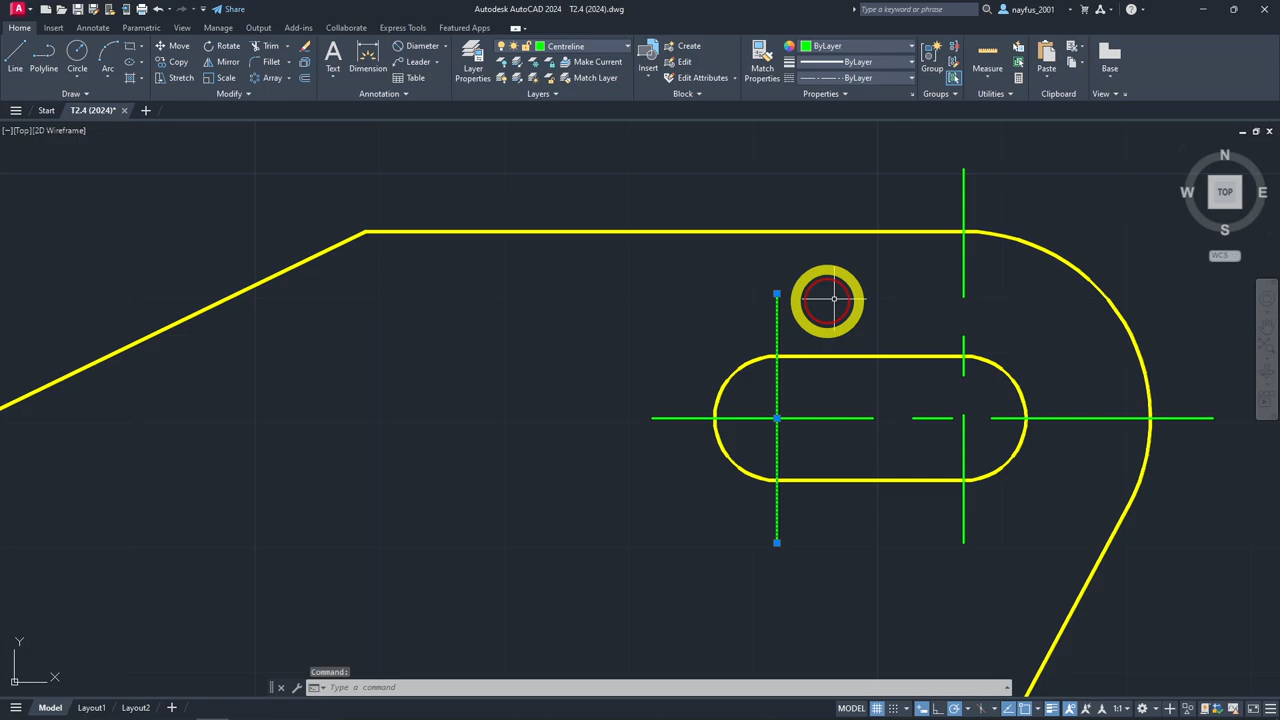 A
Share
Autodesk AutoCAD 2024 T2.4 (2024).dwg
Type a keyword or phrase
nayfus_2001
Home
Insert
Annotate
Parametric
View
Manage
Output
Add-ins
Collaborate
Express Tools
Featured Apps
Line
Polyline
Circle
Arc
Move
Rotate
Trim
Copy
Mirror
Fillet
Stretch
Scale
Array
Text
Dimension
Diameter
Leader
Table
Layer Properties
Centreline
Make Current
Match Layer
Insert
Create
Edit
Edit Attributes
Match Properties
ByLayer
ByLayer
ByLayer
Group
Measure
Paste
Base
Draw
Modify
Annotation
Layers
Block
Properties
Groups
Utilities
Clipboard
View
Start
T2.4 (2024)*
[−][Top][2D Wireframe]
N
W
TOP
E
S
WCS
Y
X
Command:
Type a command
Model
Layout1
Layout2
MODEL
1:1